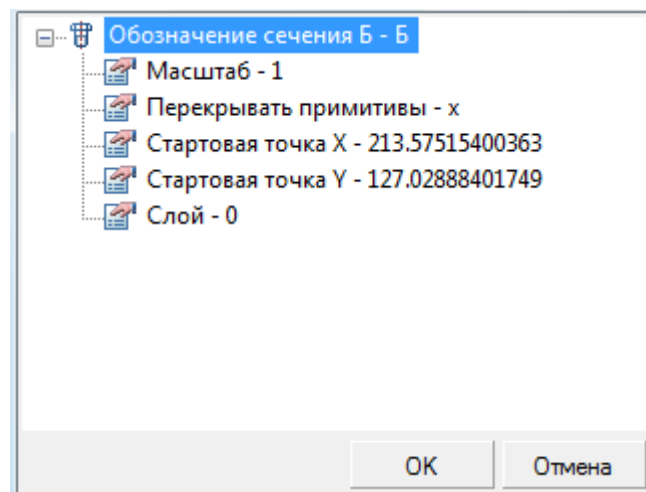 Обозначение сечения Б - Б
Масштаб - 1
Перекрывать примитивы - x
Стартовая точка X - 213.57515400363
Стартовая точка Y - 127.02888401749
Слой - 0
OK
Отмена